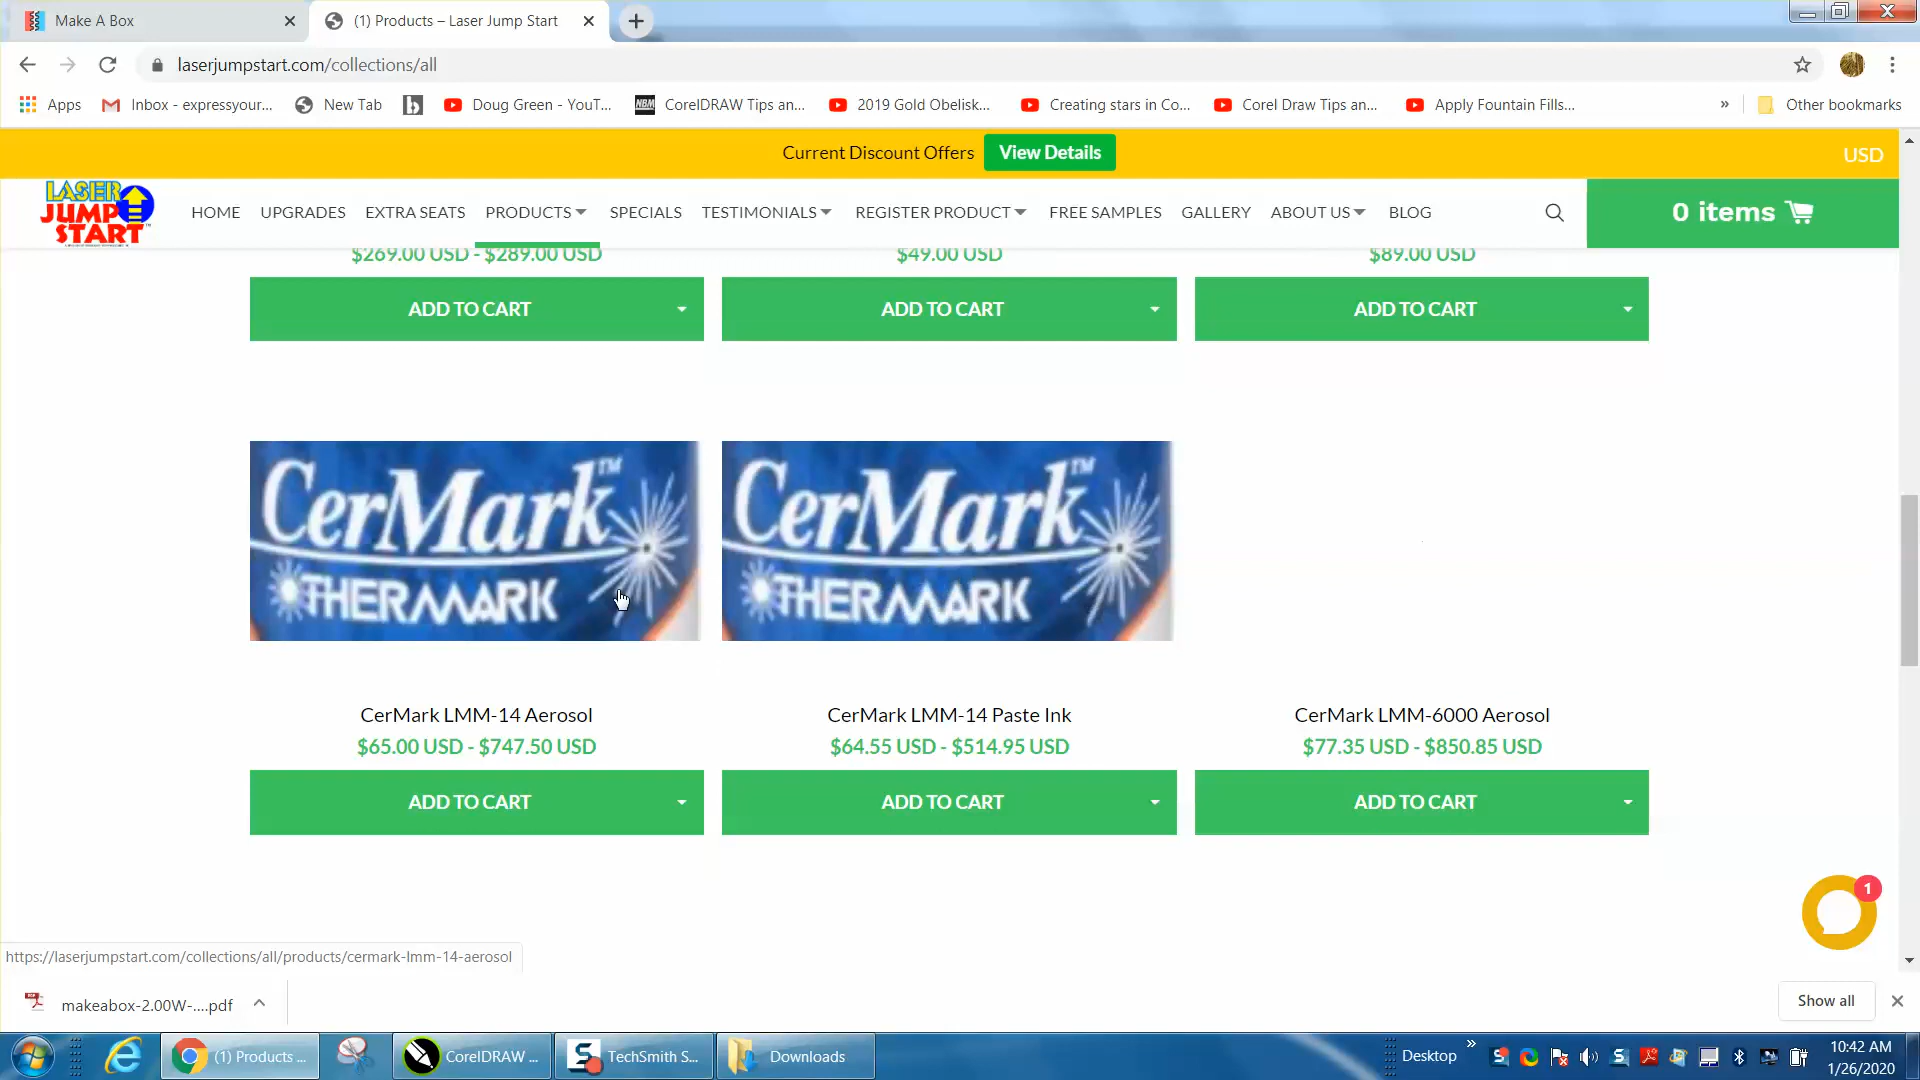 Make A Box
(1) Products – Laser Jump Start
laserjumpstart.com/collections/all
Apps
Inbox - expressyour...
New Tab
Doug Green - YouT...
CorelDRAW Tips an...
2019 Gold Obelisk...
Creating stars in Co...
Corel Draw Tips an...
Apply Fountain Fills...
»
Other bookmarks
Current Discount Offers
View Details
USD
LASER
JUMP
START
HOME
UPGRADES
EXTRA SEATS
PRODUCTS
SPECIALS
TESTIMONIALS
REGISTER PRODUCT
FREE SAMPLES
GALLERY
ABOUT US
BLOG
0 items
$269.00 USD - $289.00 USD
$49.00 USD
$89.00 USD
ADD TO CART
ADD TO CART
ADD TO CART
CerMark™
THERMARK
CerMark™
THERMARK
CerMark LMM-14 Aerosol
CerMark LMM-14 Paste Ink
CerMark LMM-6000 Aerosol
$65.00 USD - $747.50 USD
$64.55 USD - $514.95 USD
$77.35 USD - $850.85 USD
ADD TO CART
ADD TO CART
ADD TO CART
1
https://laserjumpstart.com/collections/all/products/cermark-lmm-14-aerosol
makeabox-2.00W-....pdf
Show all
(1) Products ...
CorelDRAW ...
TechSmith S...
Downloads
Desktop
»
10:42 AM
1/26/2020